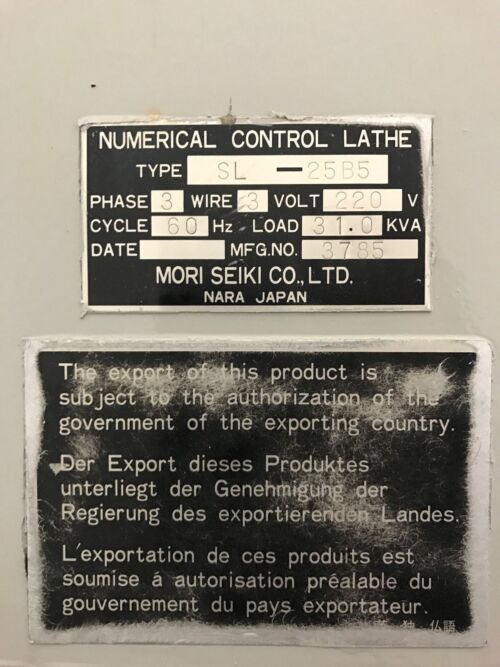 NUMERICAL CONTROL LATHE
TYPE SL —25B5
PHASE 3 WIRE 3 VOLT 220 V
CYCLE 60 Hz LOAD 31.0 KVA
DATE MFG.NO. 3785
MORI SEIKI CO., LTD.
NARA JAPAN
The export of this product is
subject to the authorization of the
government of the exporting country.
Der Export dieses Produktes
unterliegt der Genehmigung der
Regierung des exportierenden Landes.
L'exportation de ces produits est
soumise á autorisation préalable du
gouvernement du pays exportateur.
独 仏語